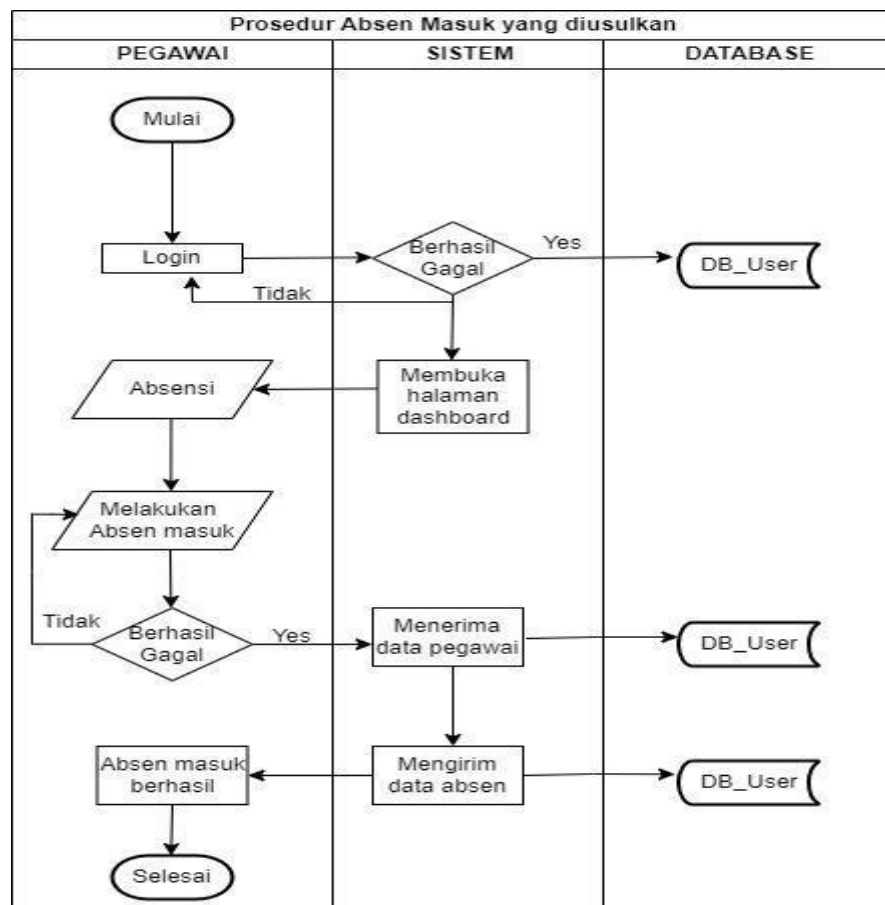 Prosedur Absen Masuk yang diusulkan
PEGAWAI
SISTEM
DATABASE
Mulai
Login
Berhasil
Gagal
Yes
DB_User
Tidak
Membuka
halaman
dashboard
Absensi
Melakukan
Absen masuk
Tidak
Berhasil
Gagal
Yes
Menerima
data pegawai
DB_User
Absen masuk
berhasil
Mengirim
data absen
DB_User
Selesai